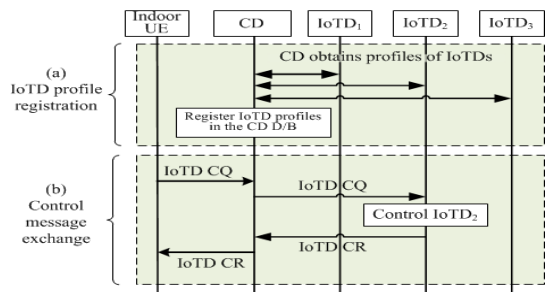 Indoor
UE
CD
IoTD₁
IoTD₂
IoTD₃
(a)
IoTD profile
registration
CD obtains profiles of IoTDs
Register IoTD profiles
in the CD D/B
(b)
Control
message
exchange
IoTD CQ
IoTD CQ
Control IoTD₂
IoTD CR
IoTD CR